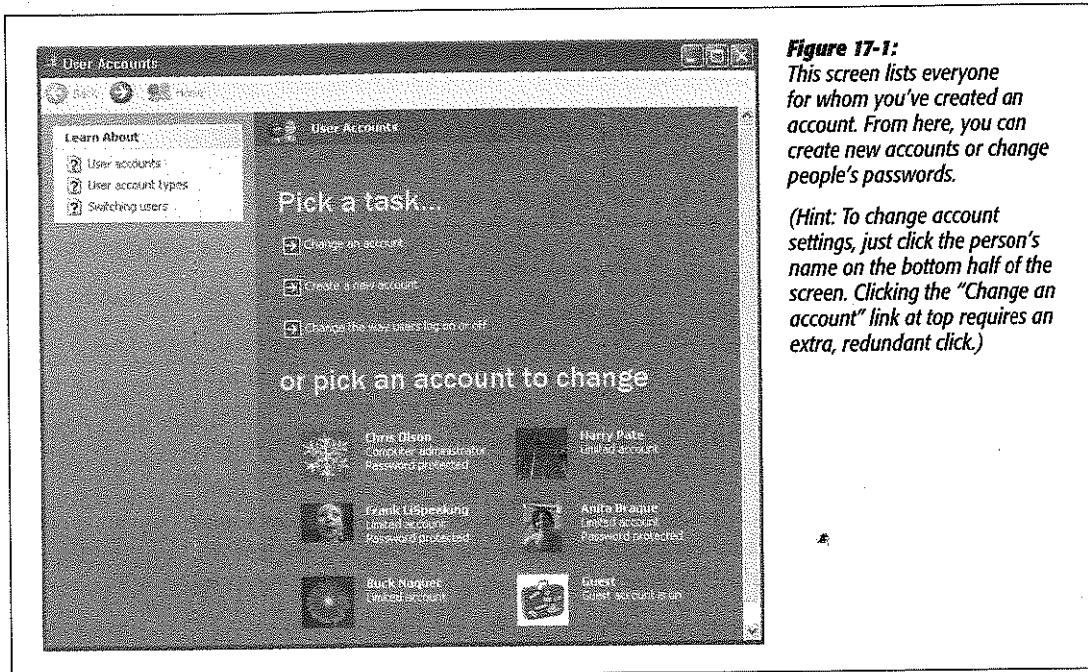 User Accounts
Back Home
Learn About
User accounts
User account types
Switching users
User Accounts
Pick a task...
Change an account
Create a new account
Change the way users log on or off
or pick an account to change
Chris Olson
Computer administrator
Password protected
Harry Pate
Limited account
Frank LiSpeeking
Limited account
Password protected
Anita Braque
Limited account
Password protected
Buck Naquet
Limited account
Guest
Guest account is on
Figure 17-1:
This screen lists everyone
for whom you've created an
account. From here, you can
create new accounts or change
people's passwords.
(Hint: To change account
settings, just click the person's
name on the bottom half of the
screen. Clicking the "Change an
account" link at top requires an
extra, redundant click.)